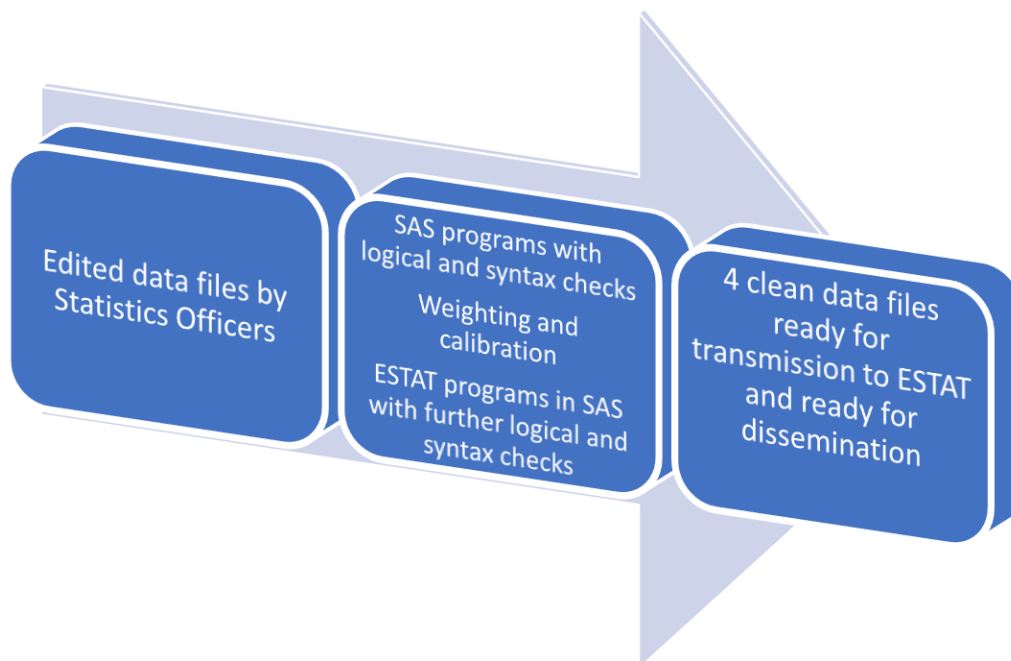 Edited data files by
Statistics Officers
SAS programs with
logical and syntax checks
Weighting and
calibration
ESTAT programs in SAS
with further logical and
syntax checks
4 clean data files
ready for
transmission to ESTAT
and ready for
dissemination